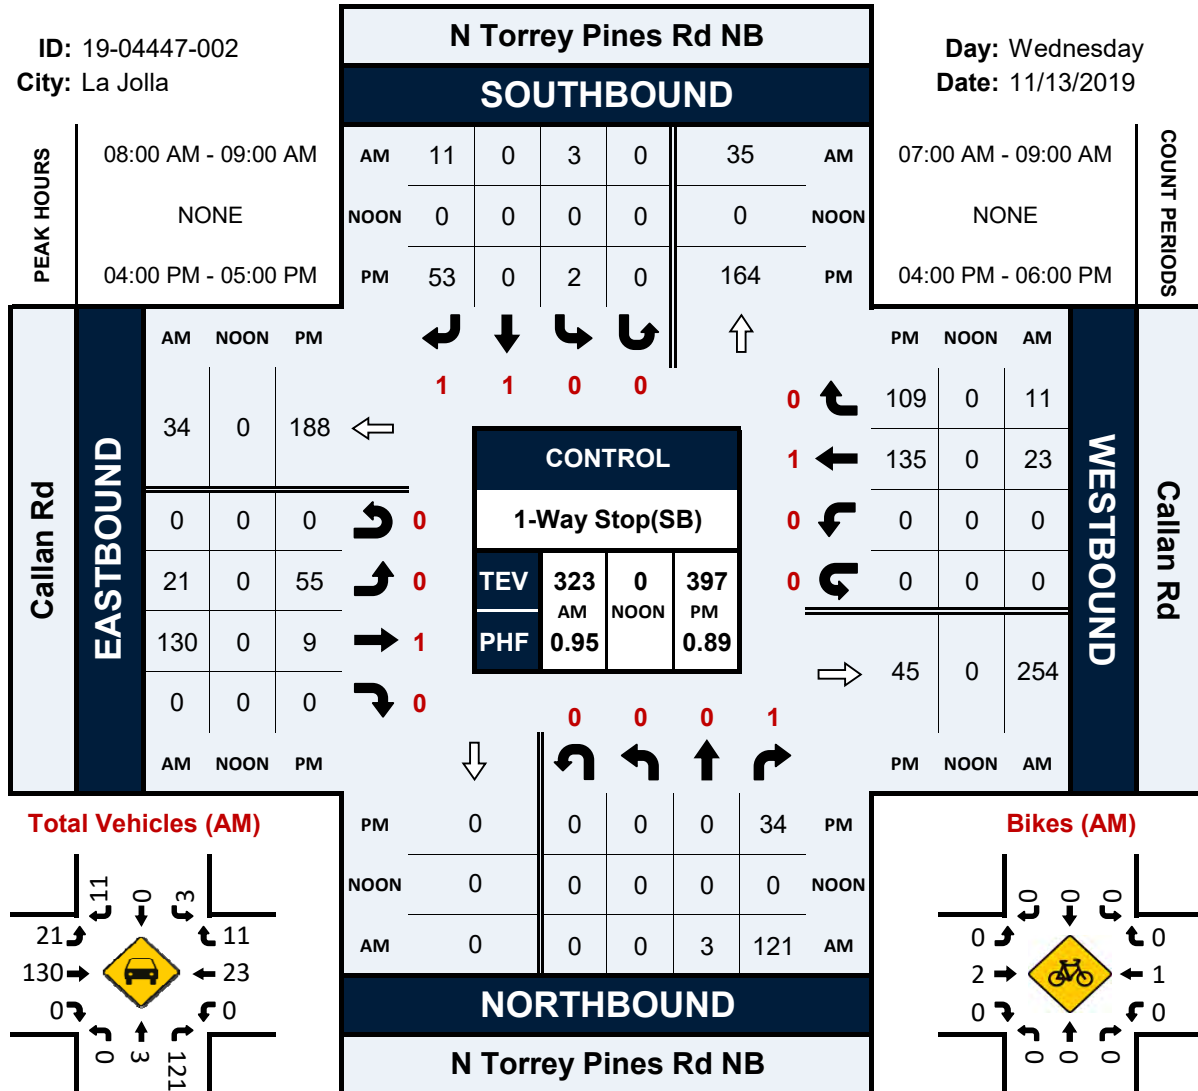 N Torrey Pines Rd NB
ID: 19-04447-002
City: La Jolla
Day: Wednesday
Date: 11/13/2019
SOUTHBOUND
PEAK HOURS
08:00 AM - 09:00 AM
NONE
04:00 PM - 05:00 PM
AM 11 0 3 0 35 AM
NOON 0 0 0 0 0 NOON
PM 53 0 2 0 164 PM
07:00 AM - 09:00 AM
NONE
04:00 PM - 06:00 PM
COUNT PERIODS
1 1 0 0
Callan Rd
EASTBOUND
AM NOON PM
34 0 188
0 0 0 0
21 0 55 0
130 0 9 1
0 0 0 0
AM NOON PM
CONTROL
1-Way Stop(SB)
TEV 323 0 397
AM NOON PM
PHF 0.95 0.89
PM NOON AM
0 109 0 11
1 135 0 23
0 0 0 0
0 0 0 0
45 0 254
PM NOON AM
WESTBOUND
Callan Rd
0 0 0 1
PM 0 0 0 0 34 PM
NOON 0 0 0 0 0 NOON
AM 0 0 0 3 121 AM
NORTHBOUND
N Torrey Pines Rd NB
Total Vehicles (AM)
11 0 3
21 11
130 23
0 0
0 3 121
Bikes (AM)
0 0 0
0 0
2 1
0 0
0 0 0